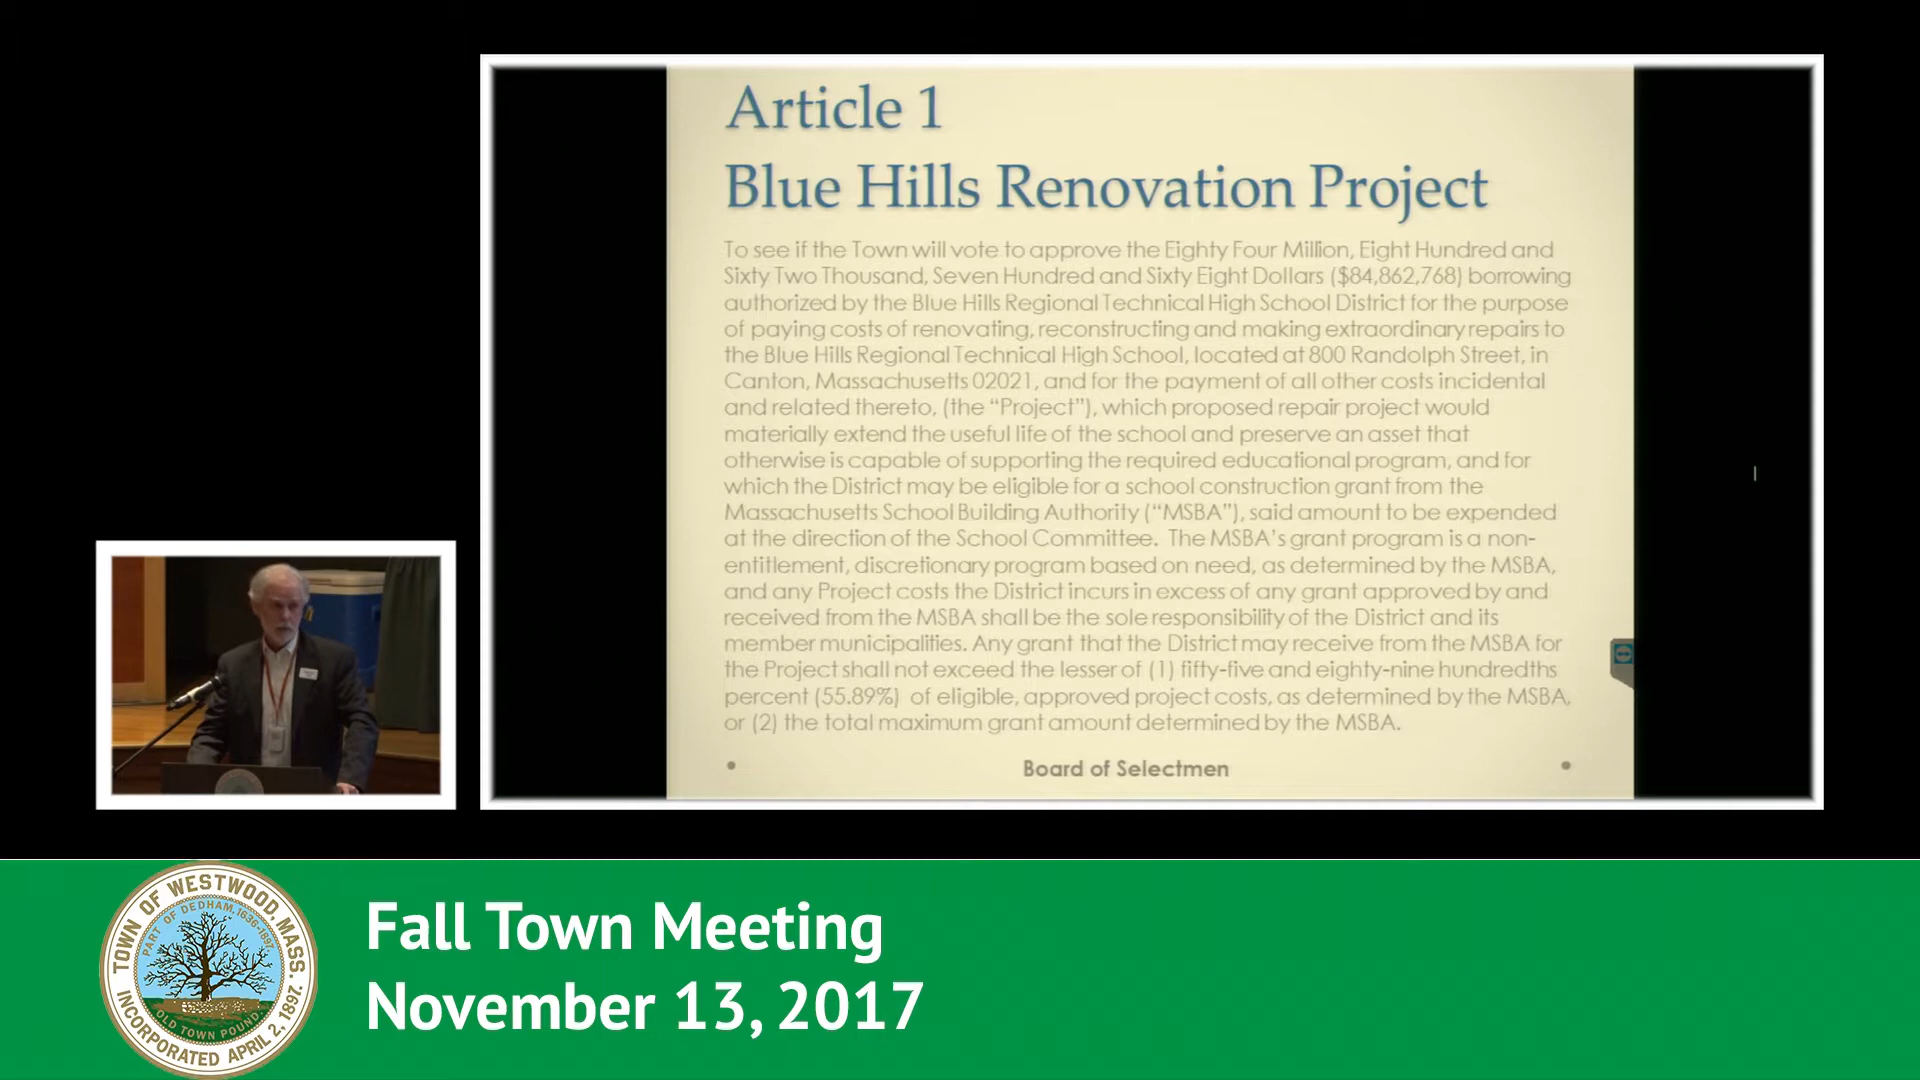 Article 1
Blue Hills Renovation Project
To see if the Town will vote to approve the Eighty Four Million, Eight Hundred and
Sixty Two Thousand, Seven Hundred and Sixty Eight Dollars ($84,862,768) borrowing
authorized by the Blue Hills Regional Technical High School District for the purpose
of paying costs of renovating, reconstructing and making extraordinary repairs to
the Blue Hills Regional Technical High School, located at 800 Randolph Street, in
Canton, Massachusetts 02021, and for the payment of all other costs incidental
and related thereto, (the “Project”), which proposed repair project would
materially extend the useful life of the school and preserve an asset that
otherwise is capable of supporting the required educational program, and for
which the District may be eligible for a school construction grant from the
Massachusetts School Building Authority (“MSBA”), said amount to be expended
at the direction of the School Committee. The MSBA’s grant program is a non-
entitlement, discretionary program based on need, as determined by the MSBA,
and any Project costs the District incurs in excess of any grant approved by and
received from the MSBA shall be the sole responsibility of the District and its
member municipalities. Any grant that the District may receive from the MSBA for
the Project shall not exceed the lesser of (1) fifty-five and eighty-nine hundredths
percent (55.89%) of eligible, approved project costs, as determined by the MSBA,
or (2) the total maximum grant amount determined by the MSBA.
Board of Selectmen
TOWN OF WESTWOOD, MASS.
PART OF DEDHAM, 1636-1897.
OLD TOWN POUND.
INCORPORATED APRIL 2, 1897.
Fall Town Meeting
November 13, 2017